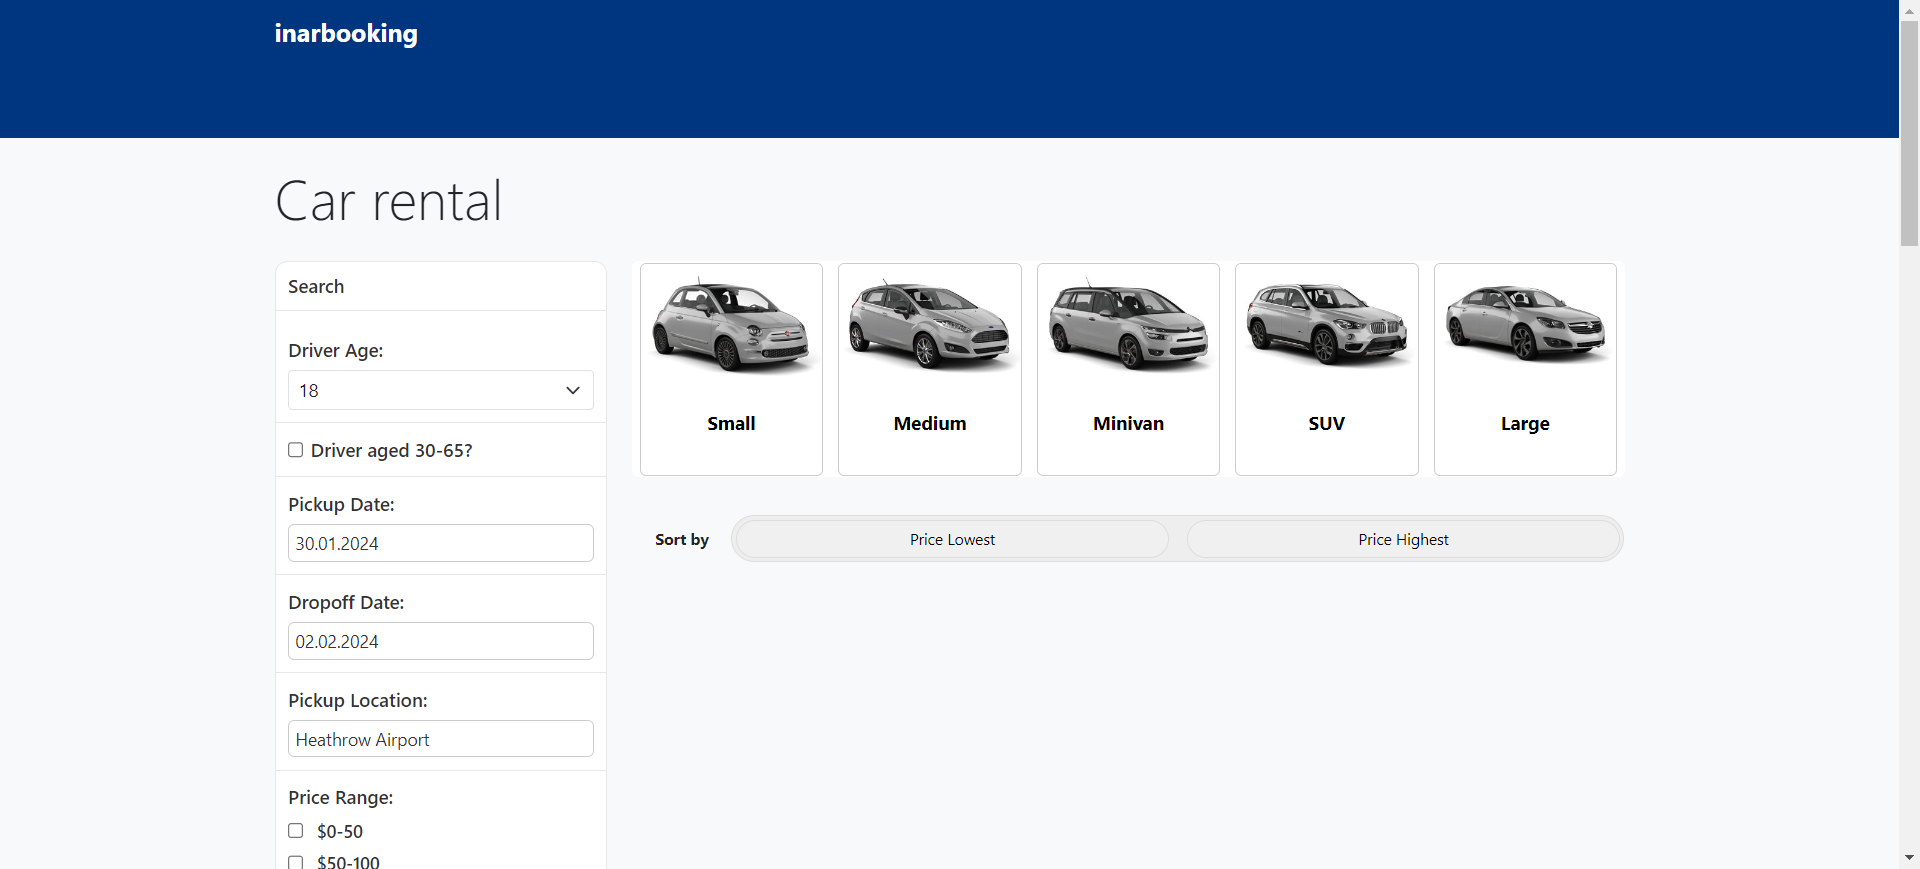 inarbooking
Car rental
Search
Driver Age:
18
Driver aged 30-65?
Pickup Date:
30.01.2024
Dropoff Date:
02.02.2024
Pickup Location:
Heathrow Airport
Price Range:
$0-50
$50-100
Small
Medium
Minivan
SUV
Large
Sort by
Price Lowest
Price Highest